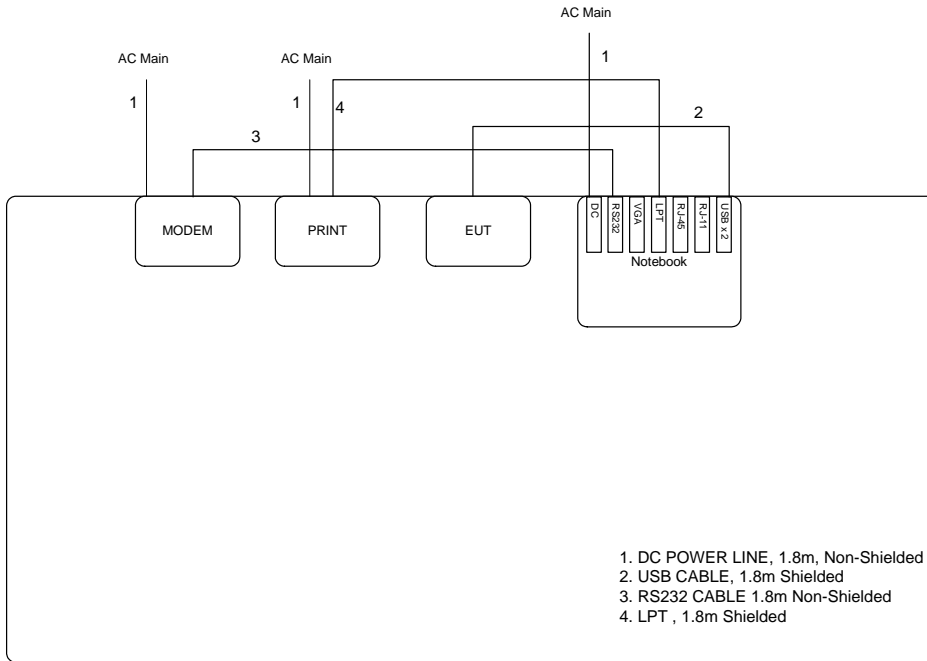 AC Main
1
AC Main
AC Main
1
1
4
2
3
MODEM
PRINT
EUT
DC
RS232
VGA
LPT
RJ-45
RJ-11
USB x 2
Notebook
1. DC POWER LINE, 1.8m, Non-Shielded
2. USB CABLE, 1.8m Shielded
3. RS232 CABLE 1.8m Non-Shielded
4. LPT , 1.8m Shielded